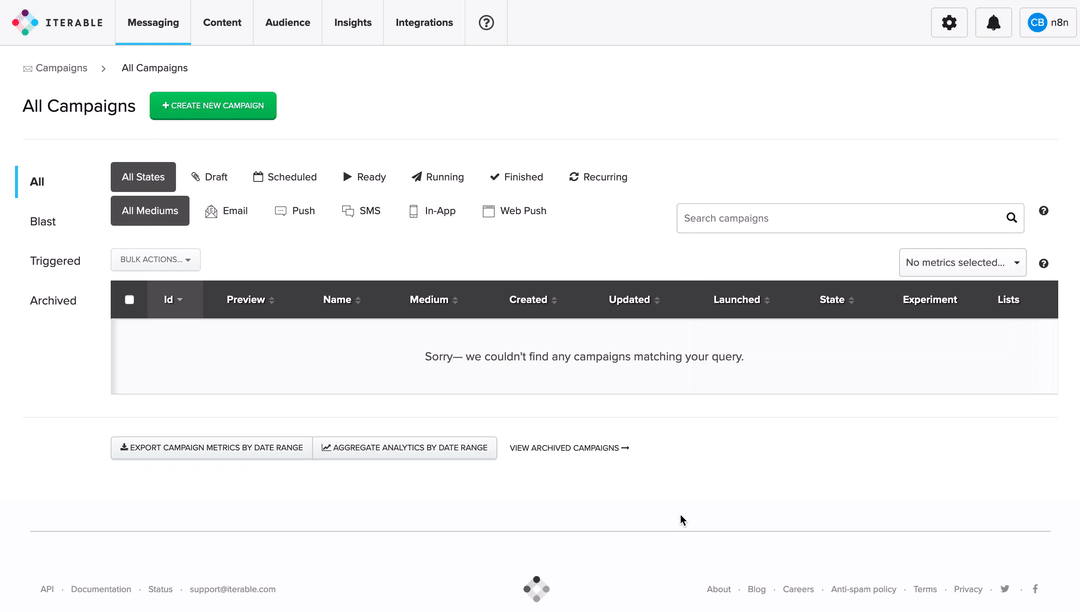 ITERABLE Messaging Content Audience Insights Integrations ? CB n8n
Campaigns > All Campaigns
All Campaigns + CREATE NEW CAMPAIGN
All States Draft Scheduled Ready Running Finished Recurring
All
All Mediums Email Push SMS In-App Web Push
Search campaigns ?
Blast
Triggered
BULK ACTIONS... No metrics selected... ?
Archived
Id Preview Name Medium Created Updated Launched State Experiment Lists
Sorry— we couldn't find any campaigns matching your query.
EXPORT CAMPAIGN METRICS BY DATE RANGE AGGREGATE ANALYTICS BY DATE RANGE VIEW ARCHIVED CAMPAIGNS →
API · Documentation · Status · support@iterable.com About · Blog · Careers · Anti-spam policy · Terms · Privacy · ·